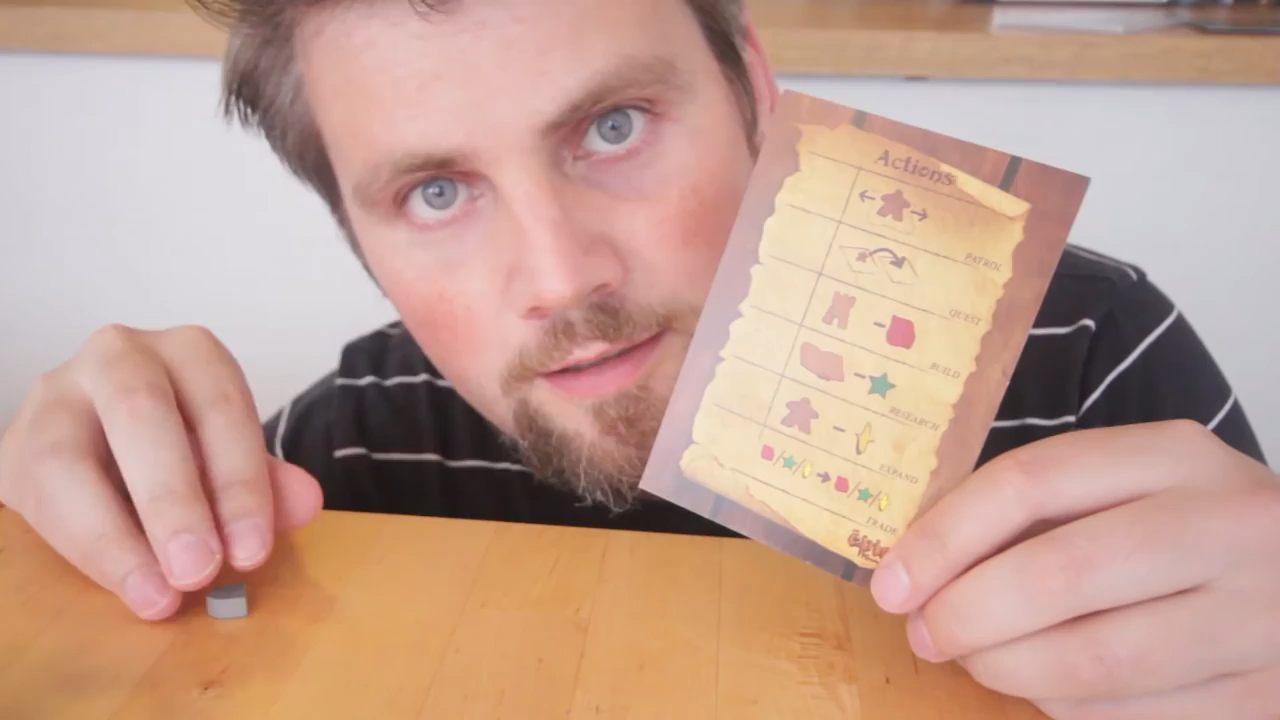 Actions
PATROL
QUEST
BUILD
RESEARCH
EXPAND
TRADE